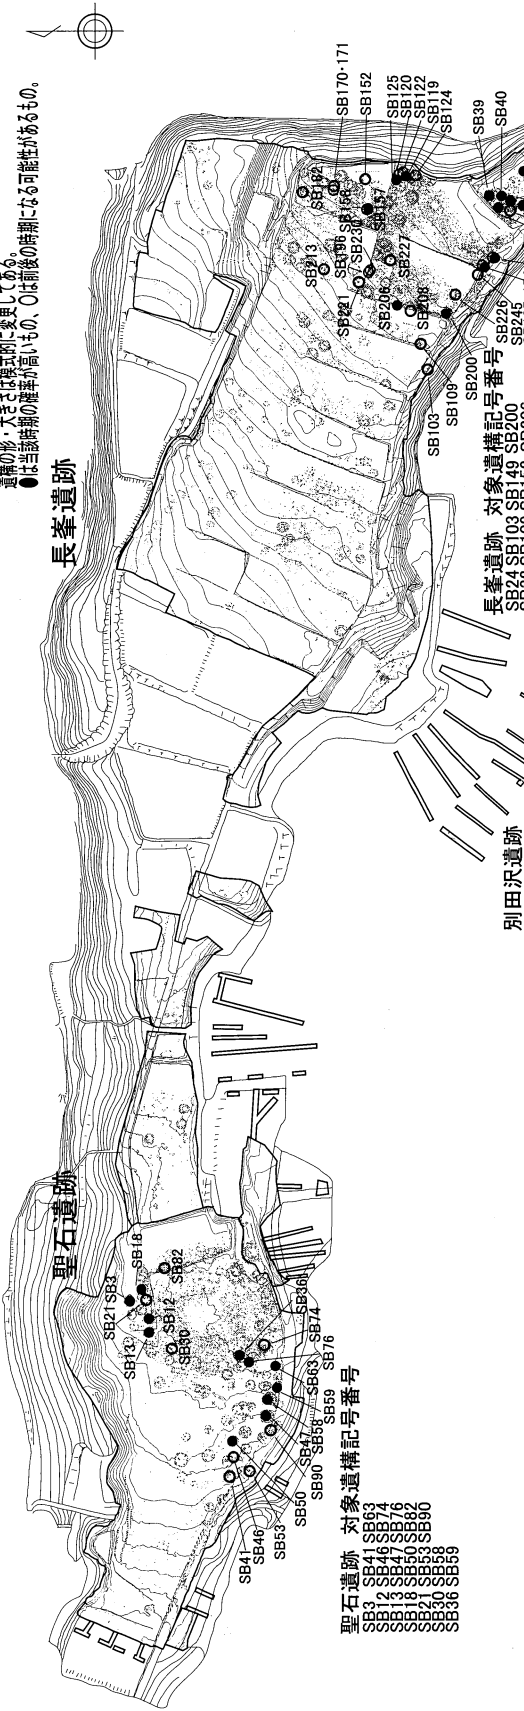 遺構の形・大きさは模式的に変更してある。
●は当該時期の確率が高いもの、○は前後の時期になる可能性があるもの。
長峯遺跡
SB162
SB170・171
SB158
SB152
SB157
SB125
SB120
SB122
SB119
SB124
SB39
SB40
SB213
SB196
SB230
SB221
SB206
SB227
SB208
SB103
SB109
SB200
SB226
SB245
長峯遺跡 対象遺構記号番号
SB24 SB103 SB149 SB200
別田沢遺跡
聖石遺跡
SB21
SB3
SB18
SB13
SB12
SB82
SB30
SB36
SB74
SB76
SB63
SB59
SB58
SB47
SB90
SB50
SB53
SB46
SB41
聖石遺跡 対象遺構記号番号
SB3 SB41 SB63
SB12 SB46 SB74
SB13 SB47 SB76
SB18 SB50 SB82
SB21 SB53 SB90
SB30 SB58
SB36 SB59